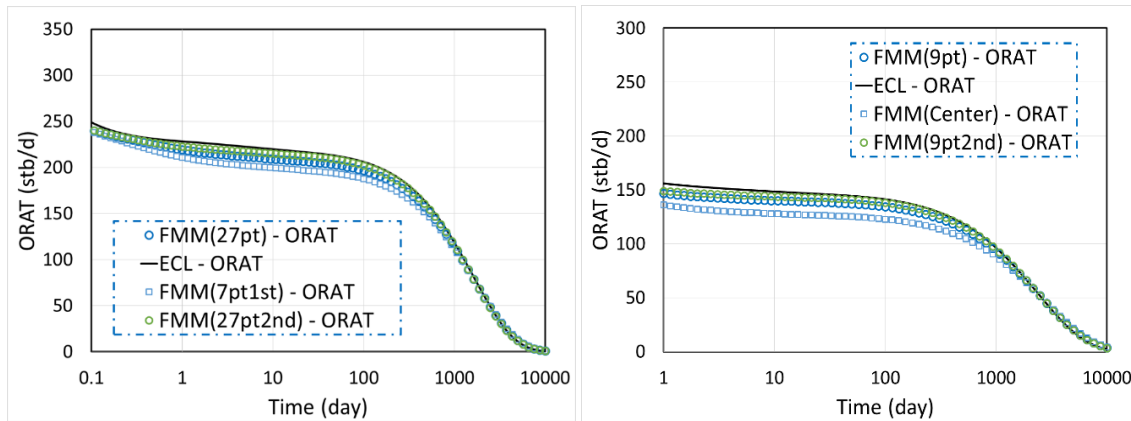 350
300
250
200
150
100
50
0
ORAT (stb/d)
FMM(27pt) - ORAT
ECL - ORAT
FMM(7pt1st) - ORAT
FMM(27pt2nd) - ORAT
0.1 1 10 100 1000 10000
Time (day)
300
250
200
150
100
50
0
ORAT (stb/d)
FMM(9pt) - ORAT
ECL - ORAT
FMM(Center) - ORAT
FMM(9pt2nd) - ORAT
1 10 100 1000 10000
Time (day)